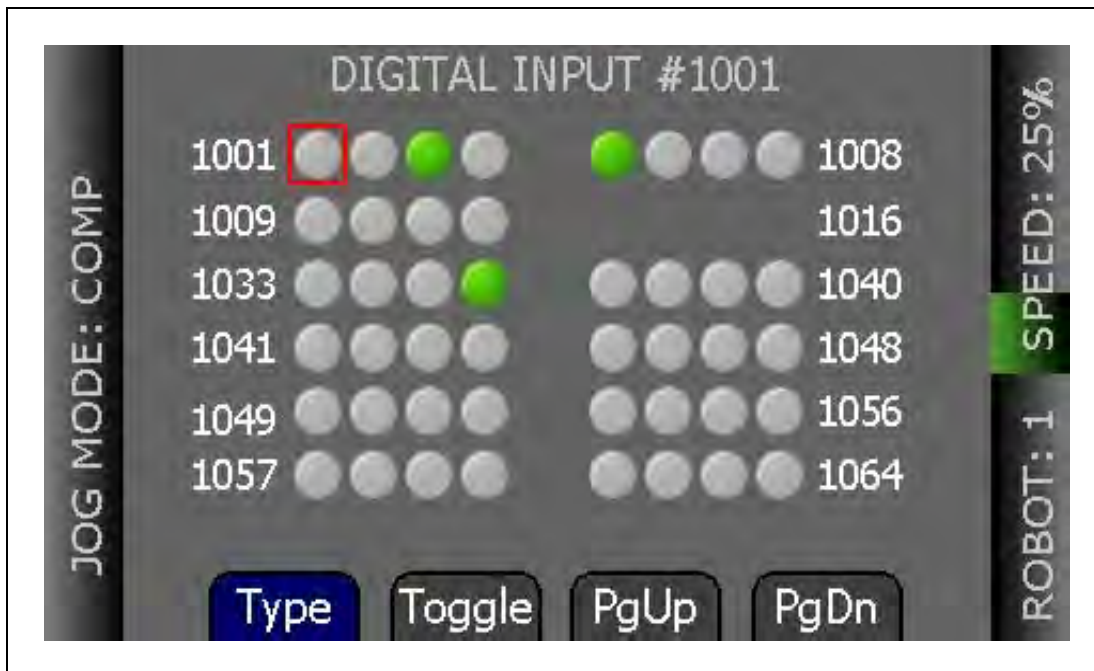 DIGITAL INPUT #1001
1001 1008
1009 1016
1033 1040
1041 1048
1049 1056
1057 1064
JOG MODE: COMP
SPEED: 25%
ROBOT: 1
Type Toggle PgUp PgDn